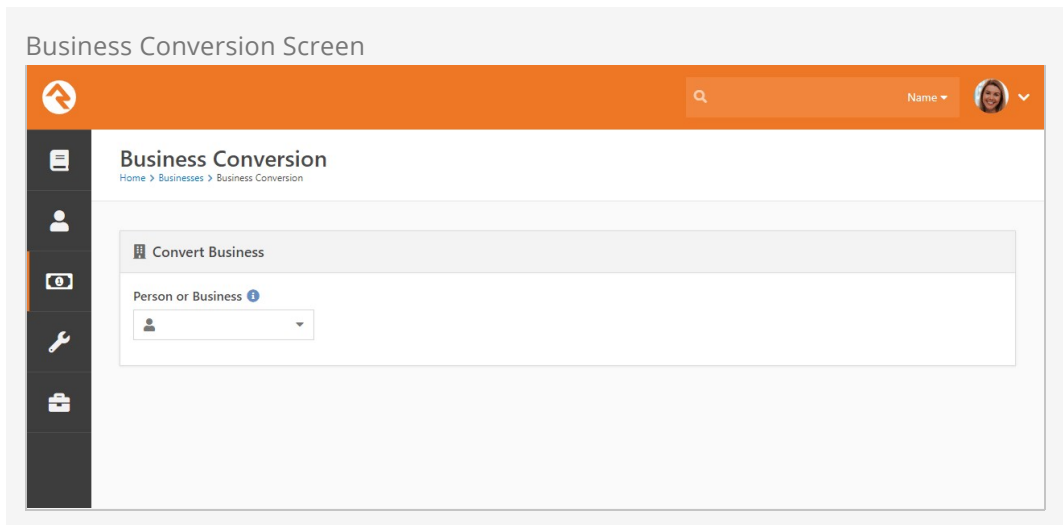 Business Conversion Screen
Name
Business Conversion
Home > Businesses > Business Conversion
Convert Business
Person or Business